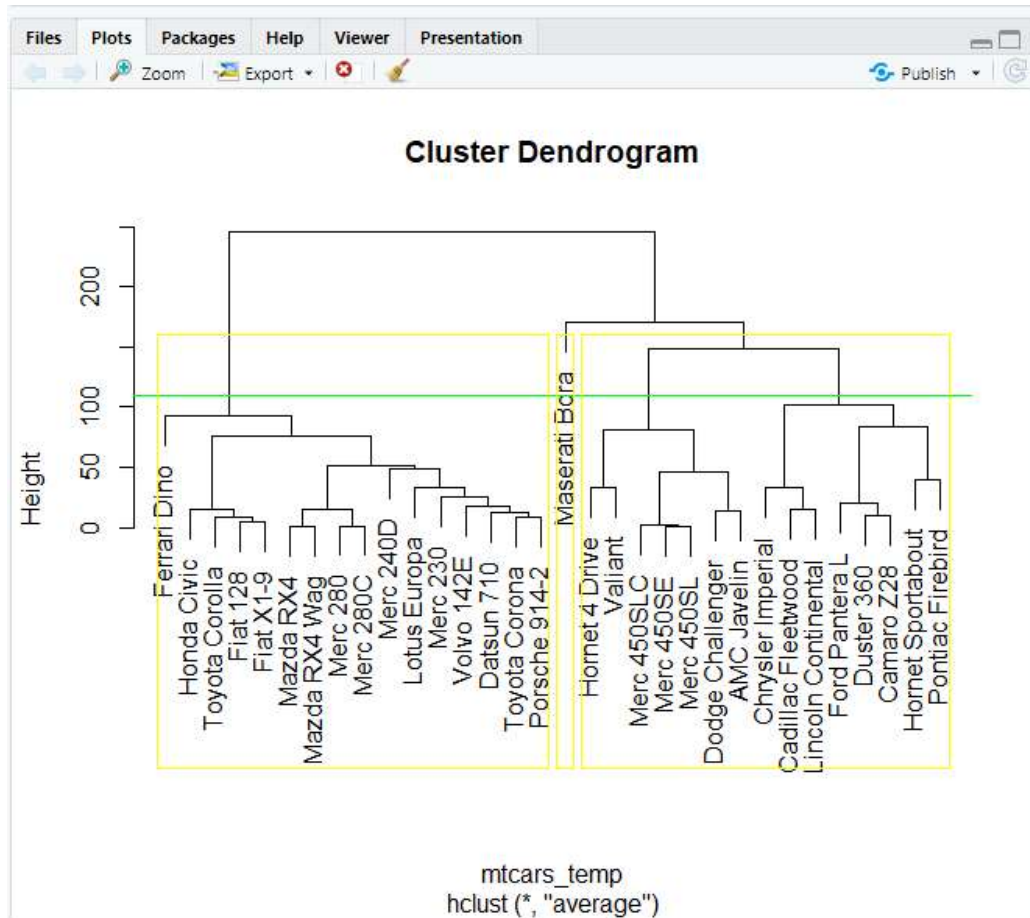 Files Plots Packages Help Viewer Presentation
Zoom Export Publish
Cluster Dendrogram
Height
0 50 100 200
Ferrari Dino
Honda Civic
Toyota Corolla
Fiat 128
Fiat X1-9
Mazda RX4
Mazda RX4 Wag
Merc 280
Merc 280C
Merc 240D
Lotus Europa
Merc 230
Volvo 142E
Datsun 710
Toyota Corona
Porsche 914-2
Maserati Bora
Hornet 4 Drive
Valiant
Merc 450SLC
Merc 450SE
Merc 450SL
Dodge Challenger
AMC Javelin
Chrysler Imperial
Cadillac Fleetwood
Lincoln Continental
Ford Pantera L
Duster 360
Camaro Z28
Hornet Sportabout
Pontiac Firebird
mtcars_temp
hclust (*, "average")